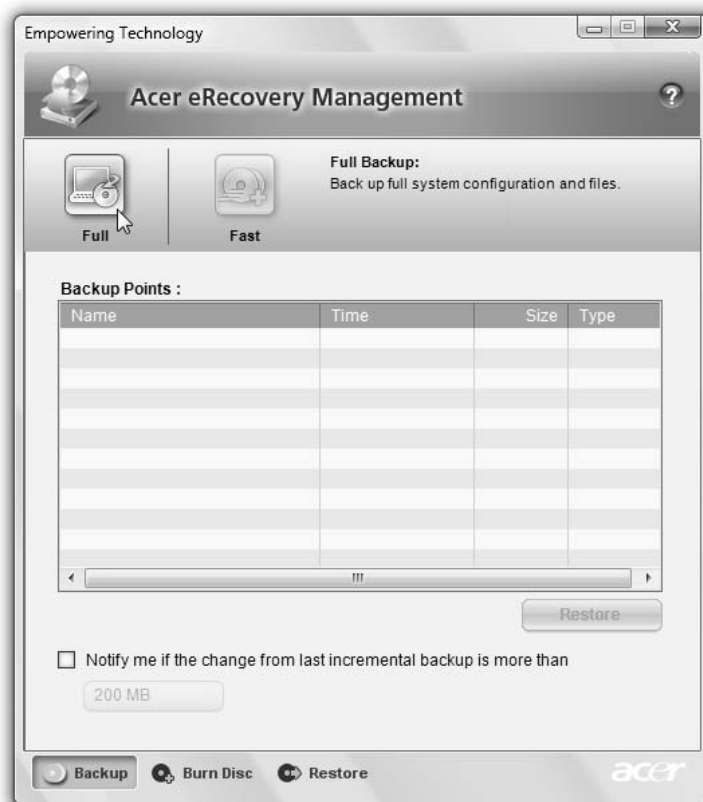 Empowering Technology
Acer eRecovery Management
?
Full Backup:
Back up full system configuration and files.
Full
Fast
Backup Points :
Name Time Size Type
Restore
Notify me if the change from last incremental backup is more than
200 MB
Backup Burn Disc Restore
acer